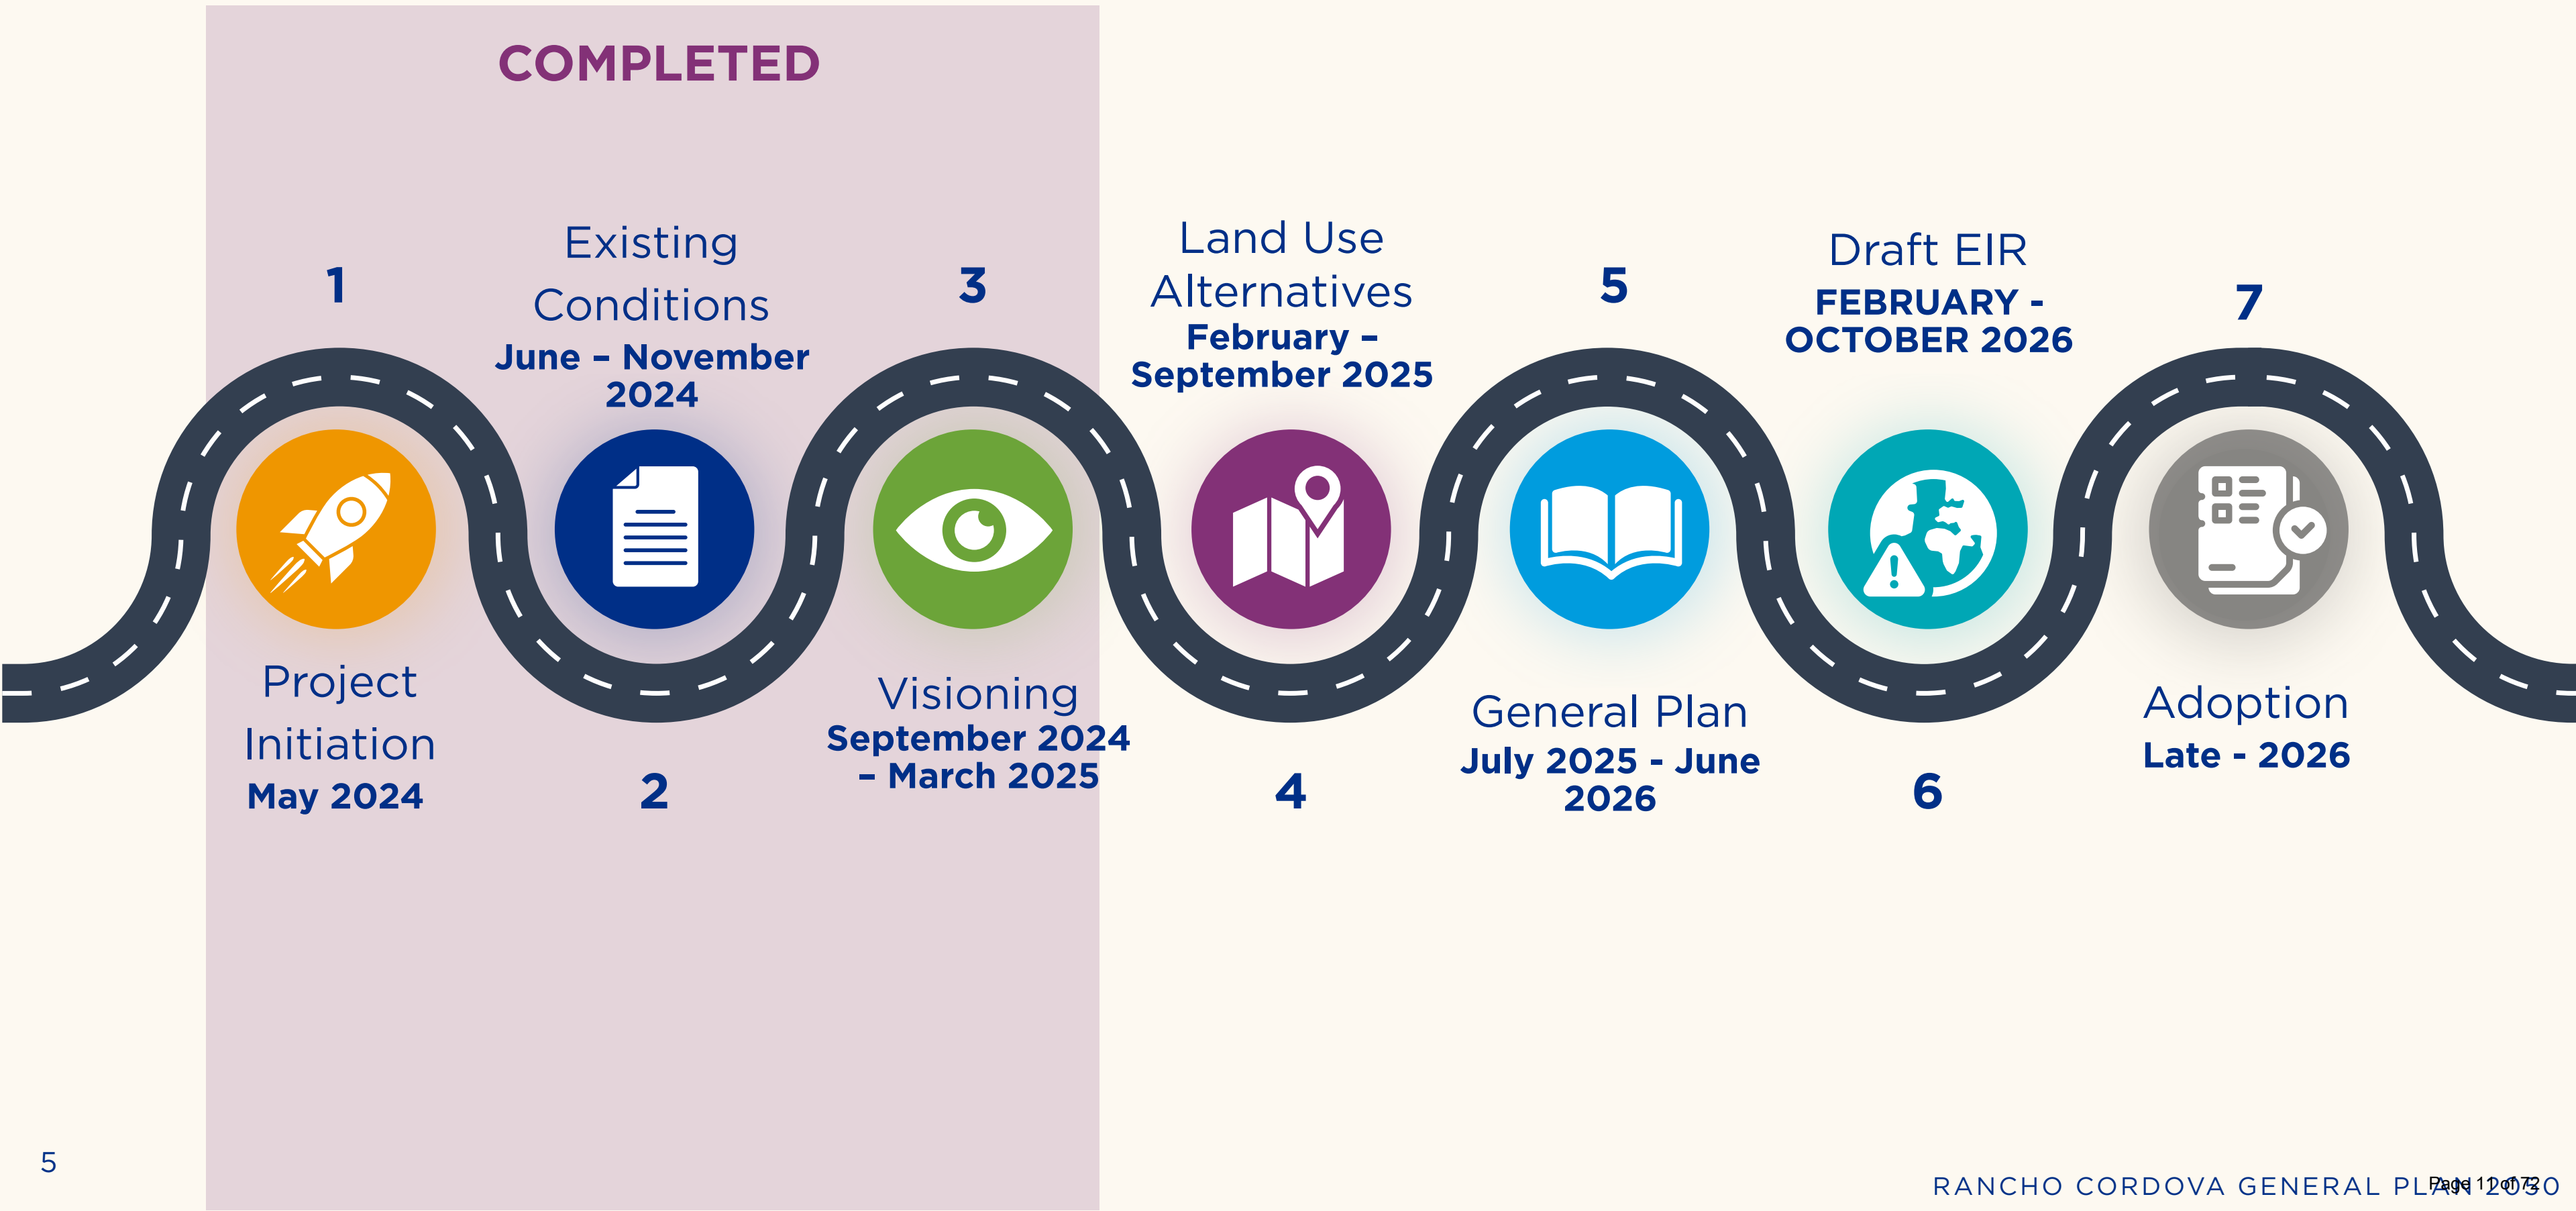 COMPLETED
1
Project
Initiation
May 2024
Existing
Conditions
June – November
2024
2
3
Visioning
September 2024
– March 2025
Land Use
Alternatives
February –
September 2025
4
5
General Plan
July 2025 - June
2026
Draft EIR
FEBRUARY -
OCTOBER 2026
6
7
Adoption
Late - 2026
5
RANCHO CORDOVA GENERAL PLAN 2050
Page 11 of 72